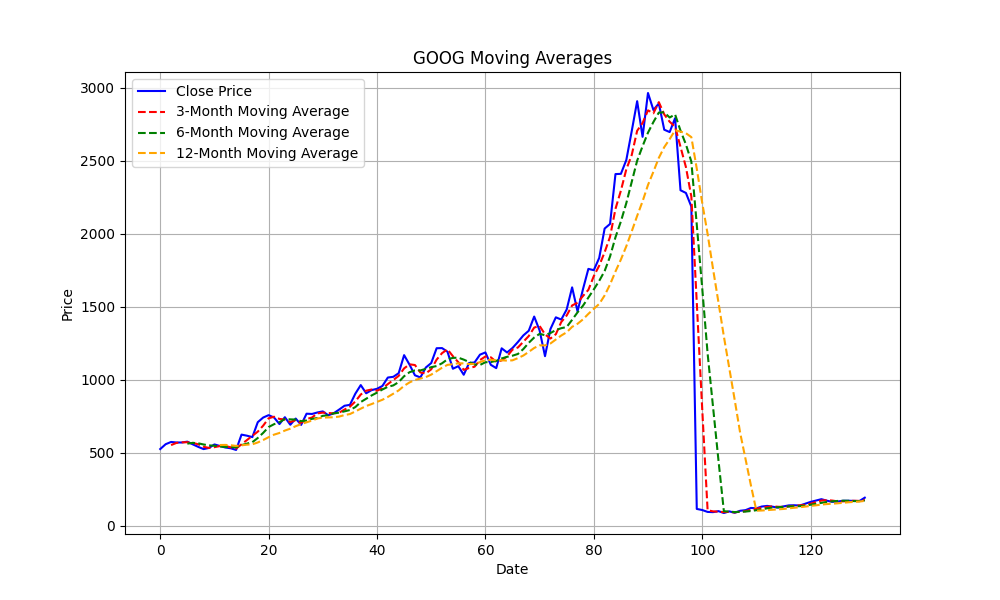 GOOG Moving Averages
Close Price
3-Month Moving Average
6-Month Moving Average
12-Month Moving Average
3000
2500
2000
1500
1000
500
0
Price
0 20 40 60 80 100 120
Date